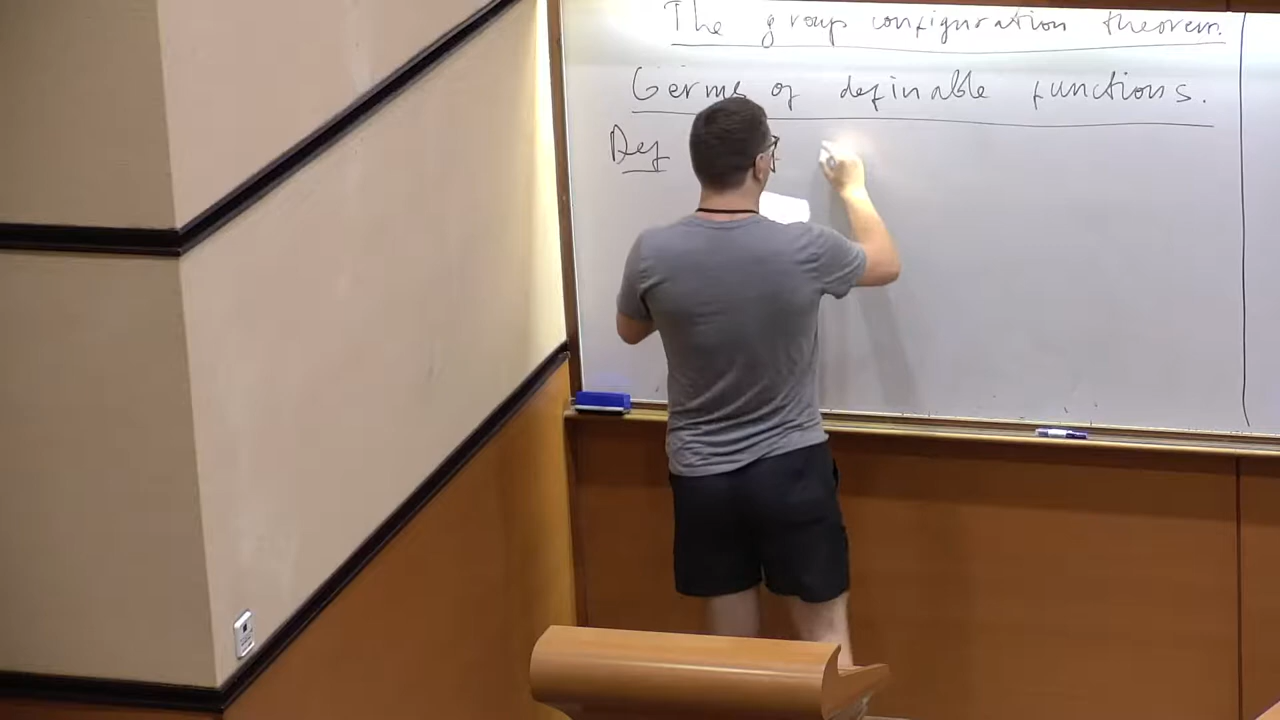 The group configuration theorem.
Germs of definable functions.
Def